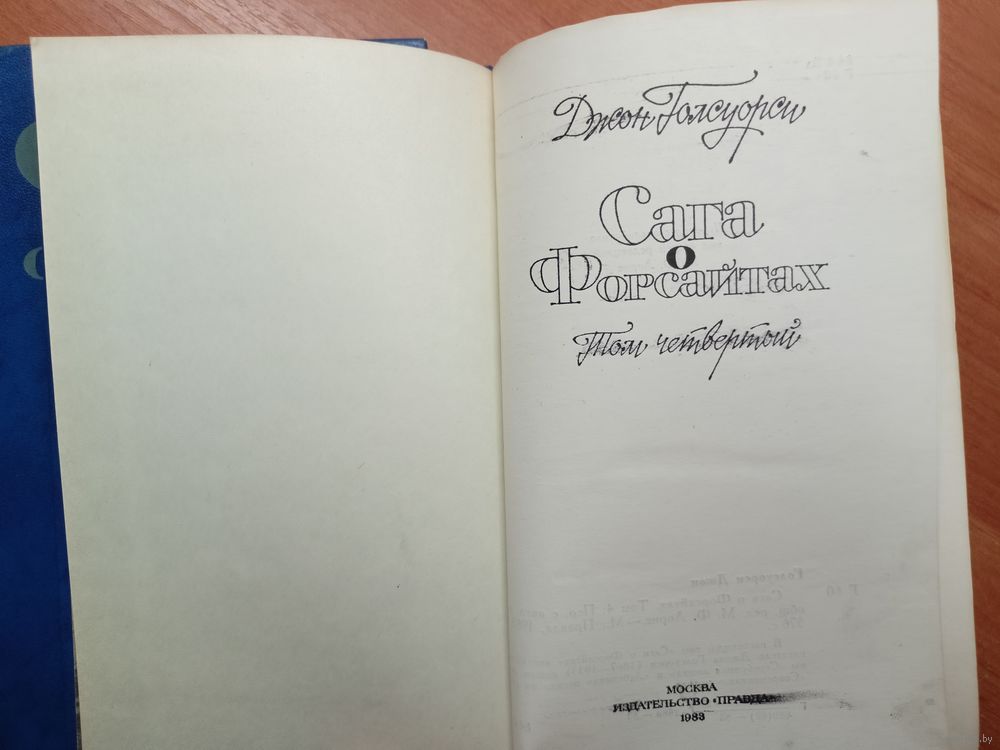 Джон Голсуорси
Сага
о
Форсайтах
Том четвертый
МОСКВА
ИЗДАТЕЛЬСТВО «ПРАВДА»
1983